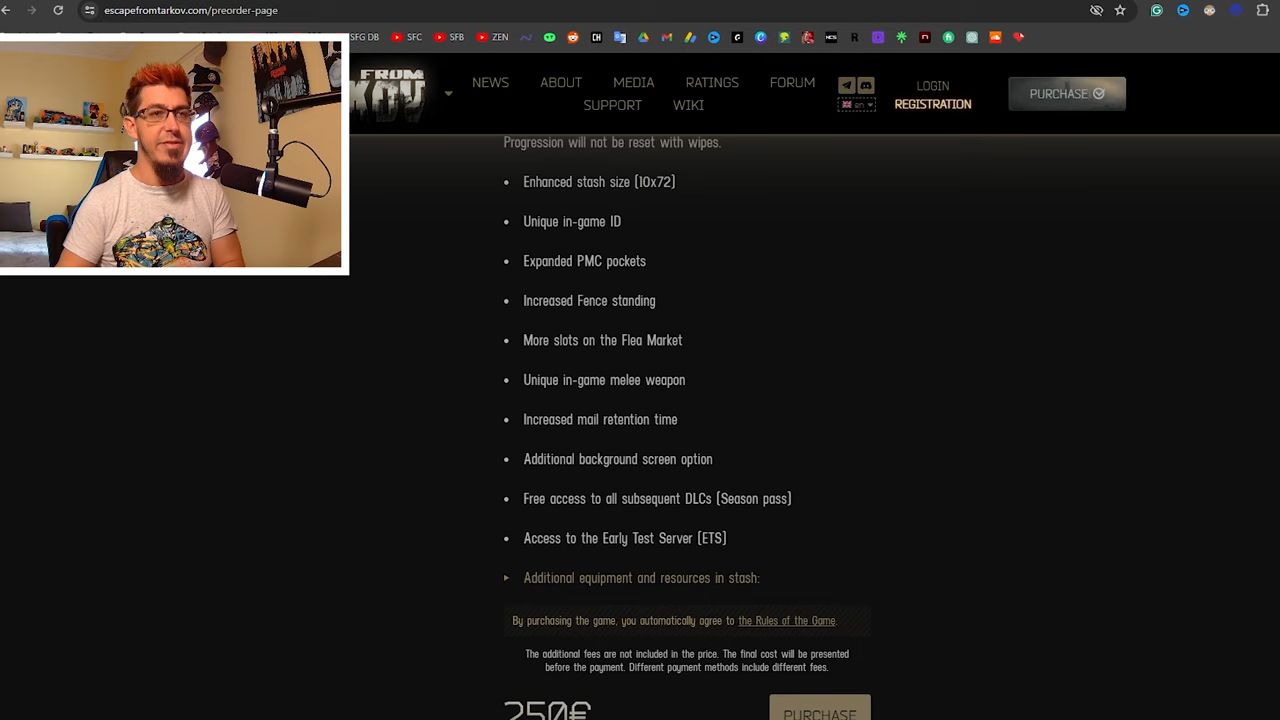 escapefromtarkov.com/preorder-page
SFG DB
SFC
SFB
ZEN
FROM
KOV
NEWS
ABOUT
MEDIA
RATINGS
FORUM
SUPPORT
WIKI
en
LOGIN
REGISTRATION
PURCHASE
Progression will not be reset with wipes.
• Enhanced stash size (10x72)
• Unique in-game ID
• Expanded PMC pockets
• Increased Fence standing
• More slots on the Flea Market
• Unique in-game melee weapon
• Increased mail retention time
• Additional background screen option
• Free access to all subsequent DLCs (Season pass)
• Access to the Early Test Server (ETS)
Additional equipment and resources in stash:
By purchasing the game, you automatically agree to the Rules of the Game.
The additional fees are not included in the price. The final cost will be presented
before the payment. Different payment methods include different fees.
250€
PURCHASE